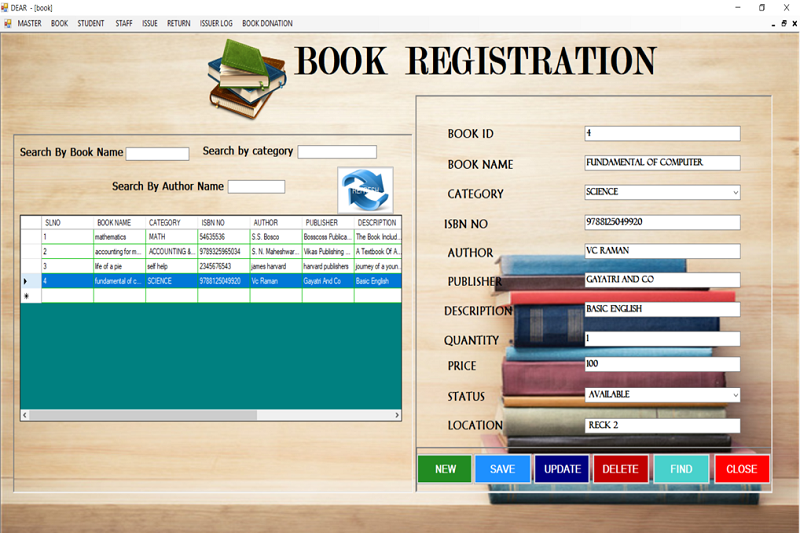 DEAR - [book]
MASTER BOOK STUDENT STAFF ISSUE RETURN ISSUER LOG BOOK DONATION
BOOK REGISTRATION
Search By Book Name
Search by category
Search By Author Name
REFRESH
SLNO BOOK NAME CATEGORY ISBN NO AUTHOR PUBLISHER DESCRIPTION
1 mathematics MATH 54635536 S.S. Bosco Bosscoss Publica... The Book Includ...
2 accounting for m... ACCOUNTING &... 9789325965034 S. N. Maheshwar... Vikas Publishing ... A Textbook Of A...
3 life of a pie self help 2345676543 james harvard harvard publishers journey of a youn...
4 fundamental of c... SCIENCE 9788125049920 Vc Raman Gayatri And Co Basic English
BOOK ID 4
BOOK NAME FUNDAMENTAL OF COMPUTER
CATEGORY SCIENCE
ISBN NO 9788125049920
AUTHOR VC RAMAN
PUBLISHER GAYATRI AND CO
DESCRIPTION BASIC ENGLISH
QUANTITY 1
PRICE 100
STATUS AVAILABLE
LOCATION RECK 2
NEW SAVE UPDATE DELETE FIND CLOSE